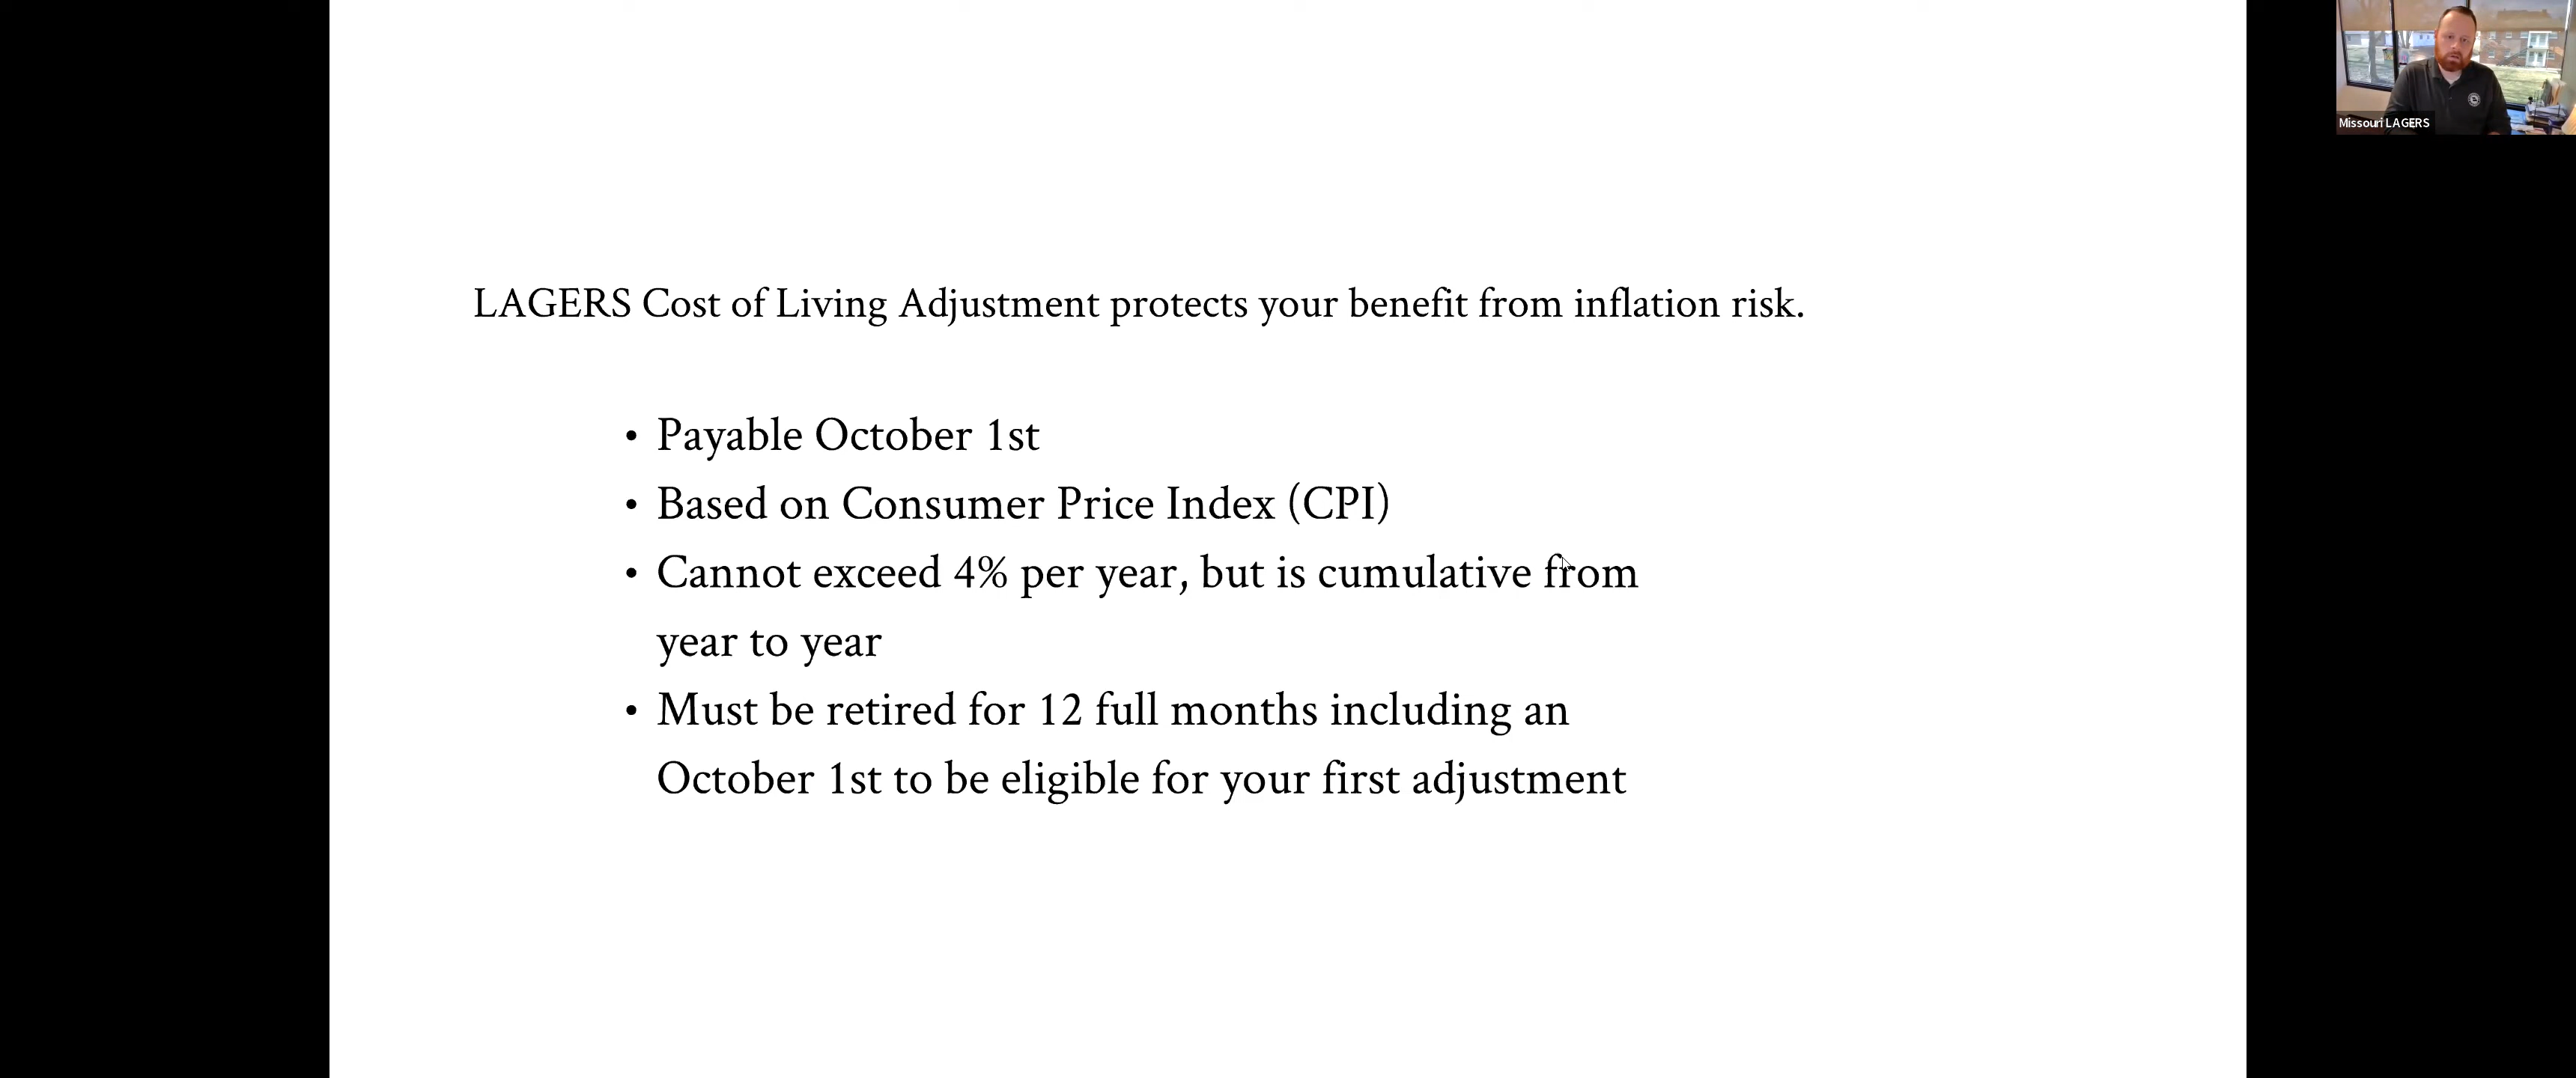 LAGERS Cost of Living Adjustment protects your benefit from inflation risk.
• Payable October 1st
• Based on Consumer Price Index (CPI)
• Cannot exceed 4% per year, but is cumulative from
year to year
• Must be retired for 12 full months including an
October 1st to be eligible for your first adjustment
Missouri LAGERS